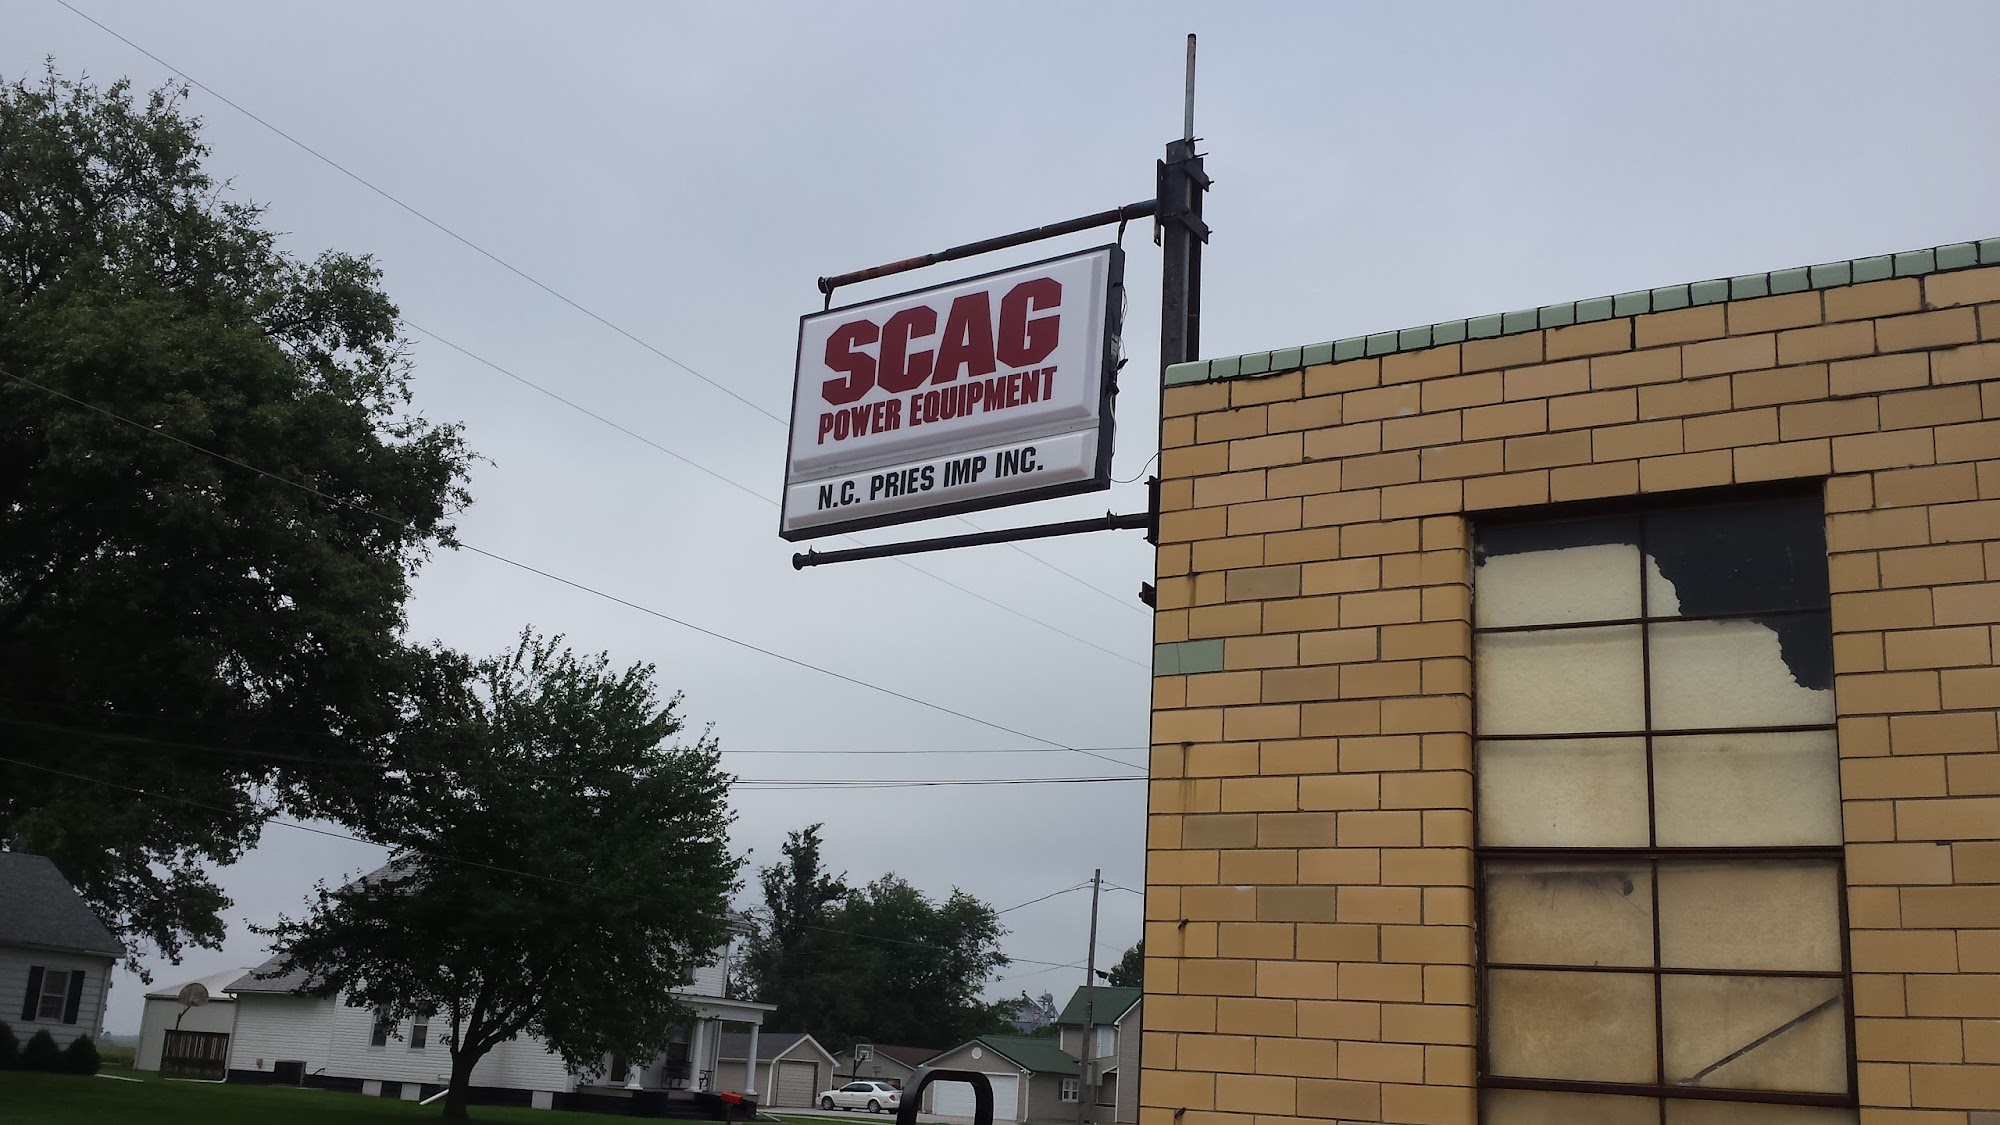 SCAG
POWER EQUIPMENT
N.C. PRIES IMP INC.